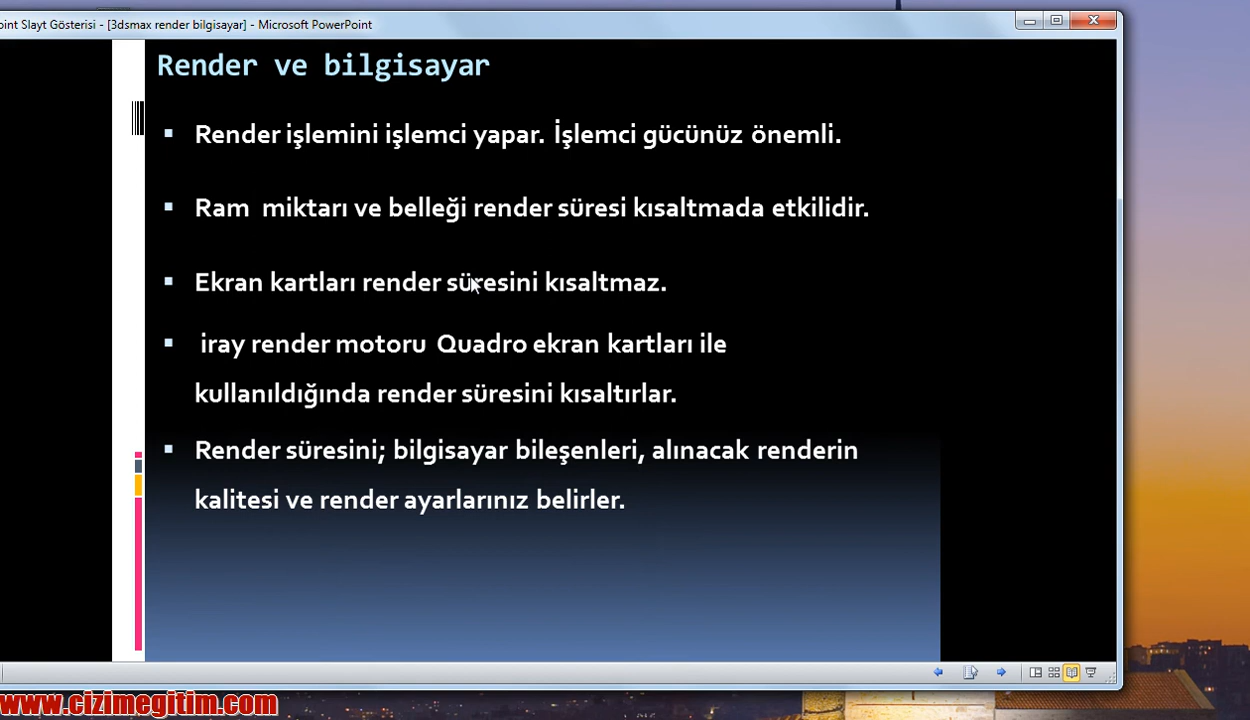 oint Slayt Gösterisi - [3dsmax render bilgisayar] - Microsoft PowerPoint
Render ve bilgisayar
▪ Render işlemini işlemci yapar. İşlemci gücünüz önemli.
▪ Ram miktarı ve belleği render süresi kısaltmada etkilidir.
▪ Ekran kartları render süresini kısaltmaz.
▪ iray render motoru Quadro ekran kartları ile
kullanıldığında render süresini kısaltırlar.
▪ Render süresini; bilgisayar bileşenleri, alınacak renderin
kalitesi ve render ayarlarınız belirler.
www.cizimegitim.com